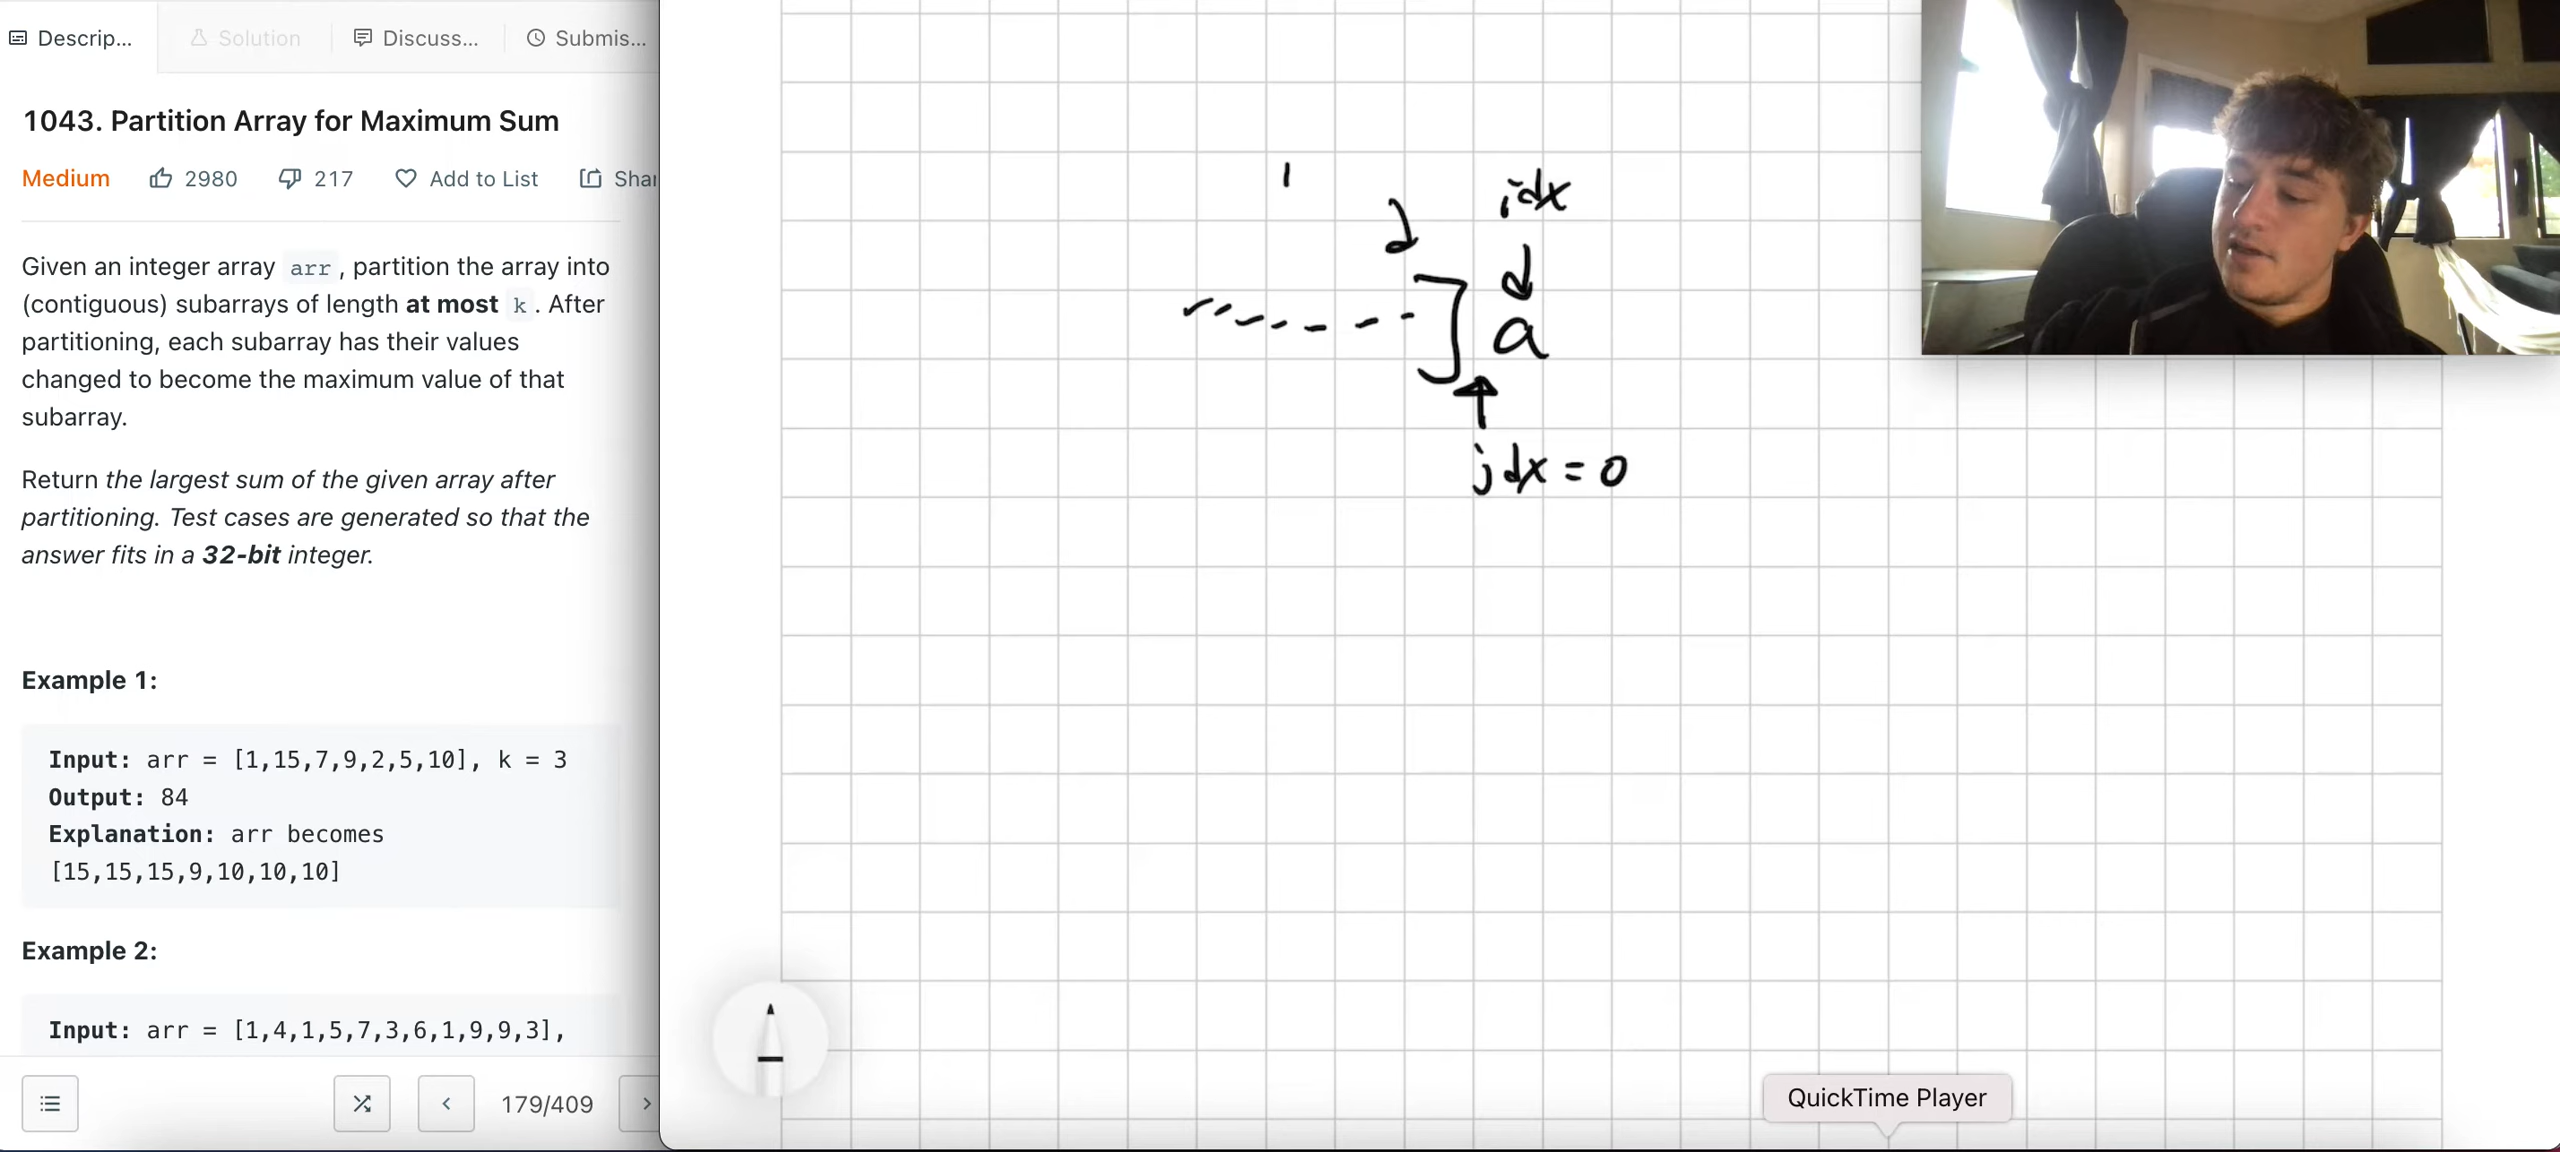 Descrip...
Solution
Discuss...
Submis...
1043. Partition Array for Maximum Sum
Medium 2980 217 Add to List Shar
Given an integer array arr , partition the array into
(contiguous) subarrays of length at most k . After
partitioning, each subarray has their values
changed to become the maximum value of that
subarray.
Return the largest sum of the given array after
partitioning. Test cases are generated so that the
answer fits in a 32-bit integer.
Example 1:
Input: arr = [1,15,7,9,2,5,10], k = 3
Output: 84
Explanation: arr becomes
[15,15,15,9,10,10,10]
Example 2:
Input: arr = [1,4,1,5,7,3,6,1,9,9,3],
179/409
idx
] a
jdx = 0
QuickTime Player